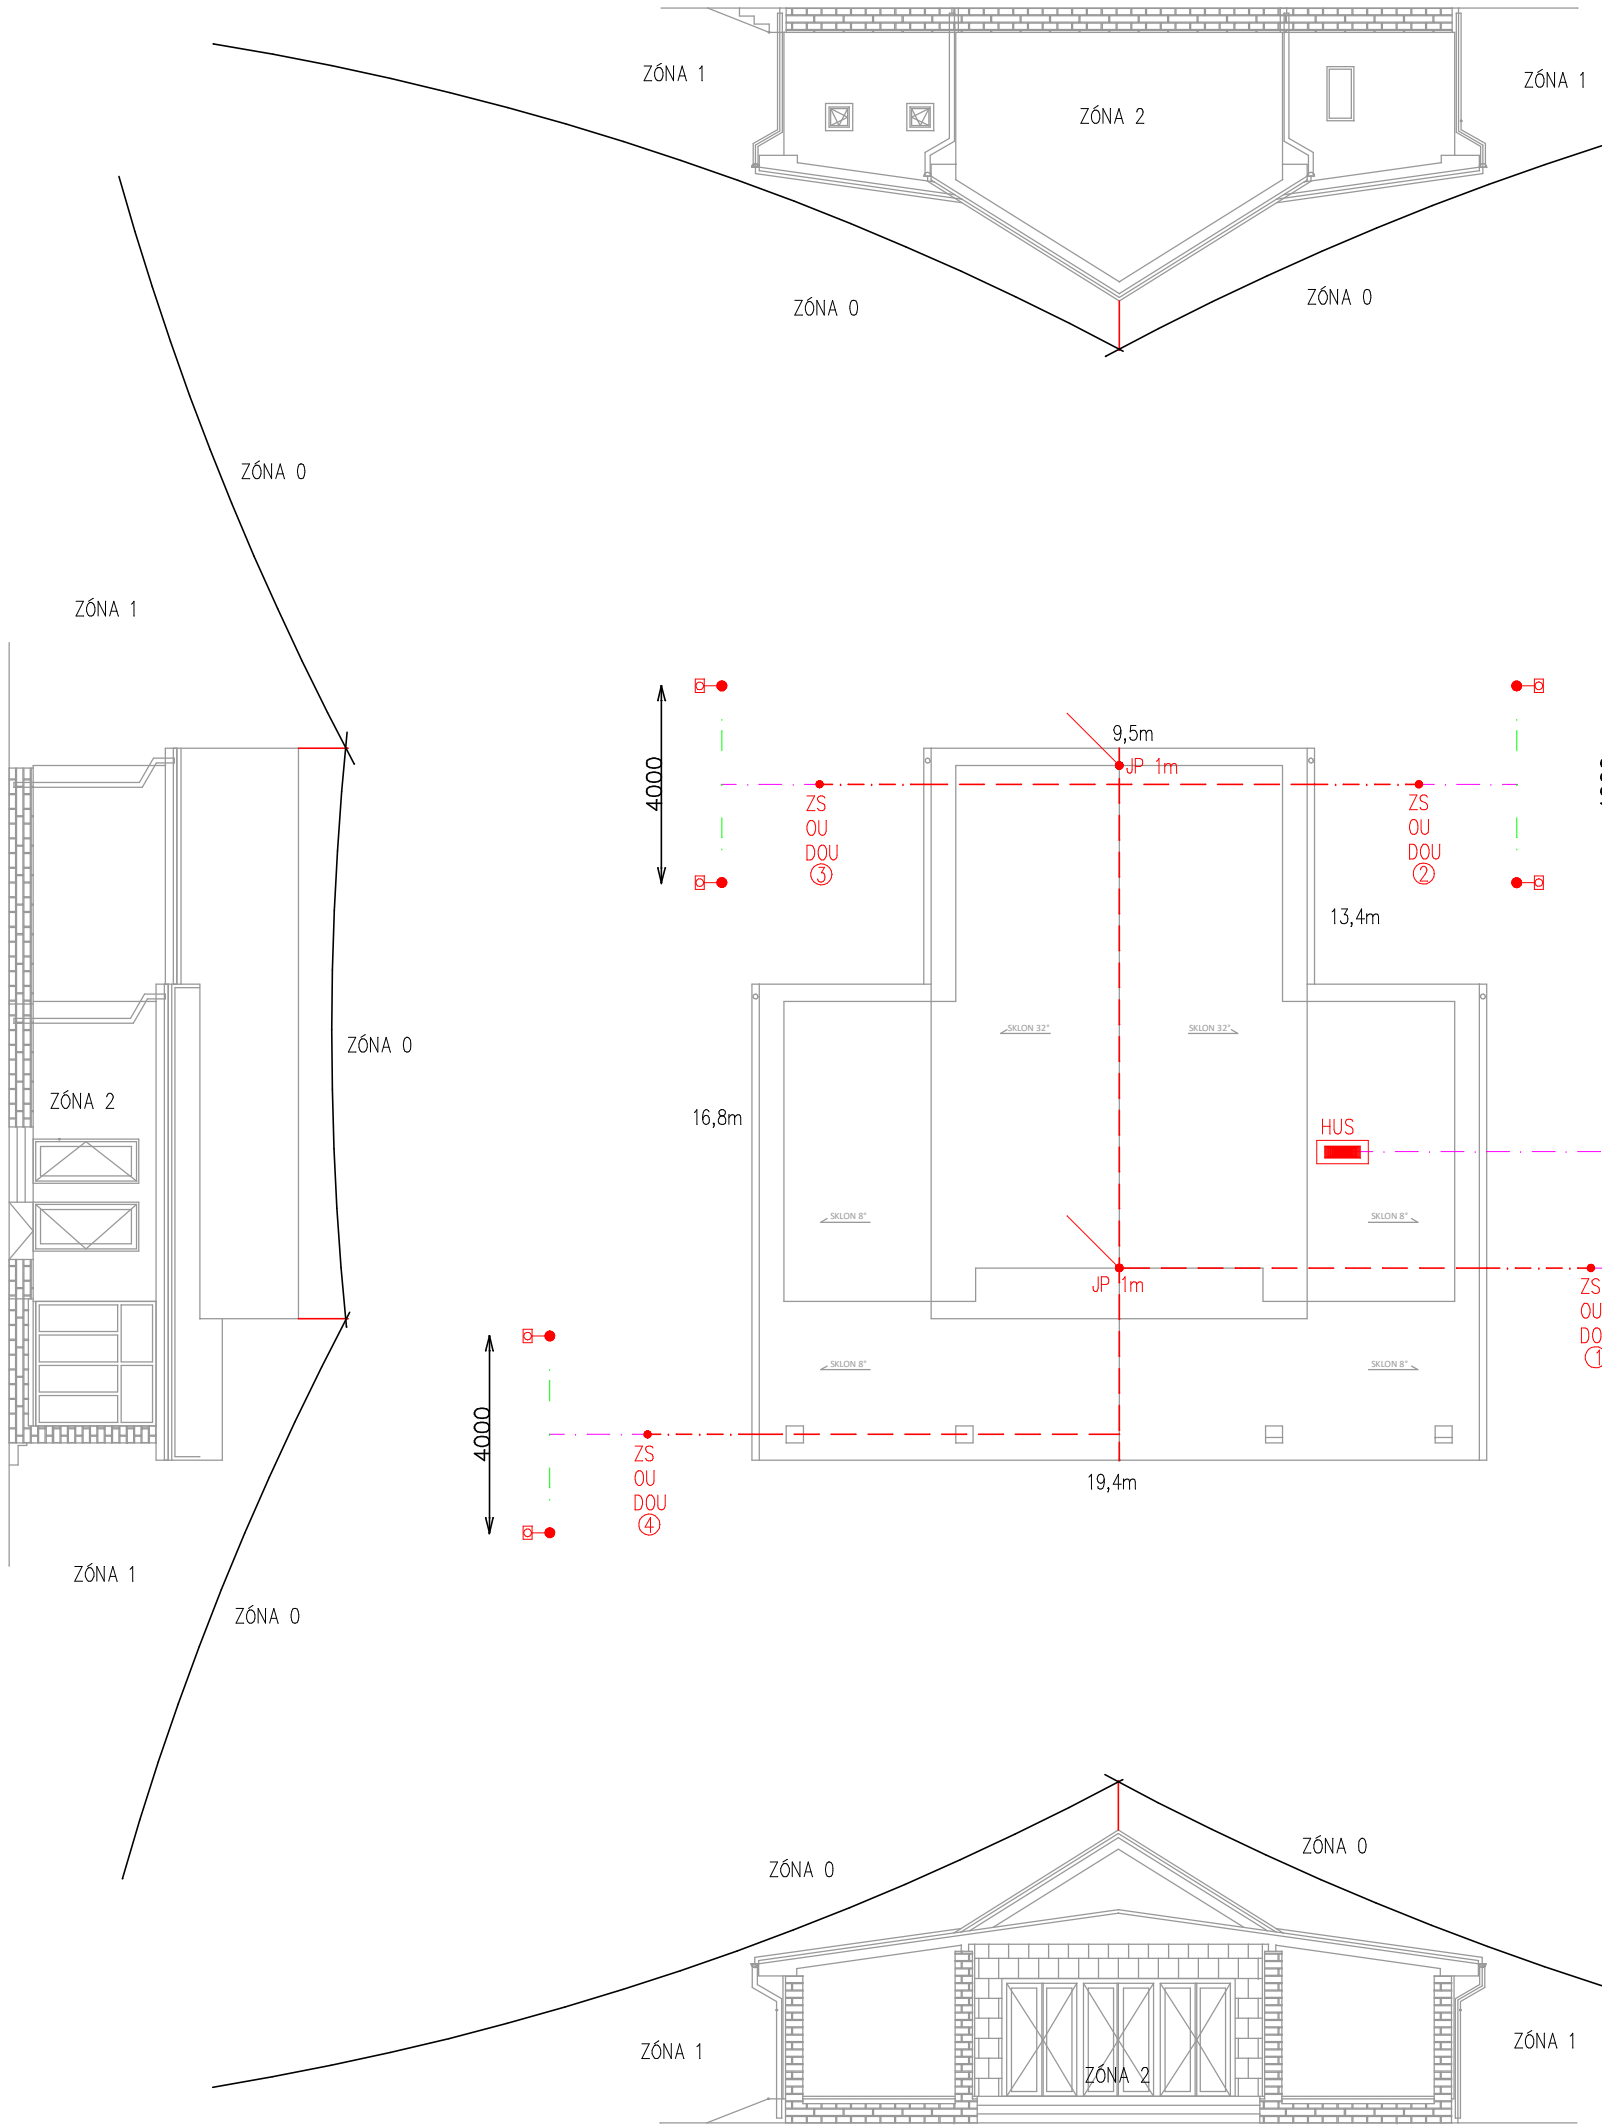 ZÓNA 1
ZÓNA 1
ZÓNA 2
ZÓNA 0
ZÓNA 0
ZÓNA 0
ZÓNA 1
9,5m
JP 1m
4000
ZS
OU
DOU
3
ZS
OU
DOU
2
13,4m
SKLON 32°
SKLON 32°
ZÓNA 0
ZÓNA 2
16,8m
HUS
SKLON 8°
SKLON 8°
JP 1m
ZS
OU
DO
1
SKLON 8°
SKLON 8°
4000
ZS
OU
DOU
4
19,4m
ZÓNA 1
ZÓNA 0
ZÓNA 0
ZÓNA 0
ZÓNA 1
ZÓNA 1
ZÓNA 2